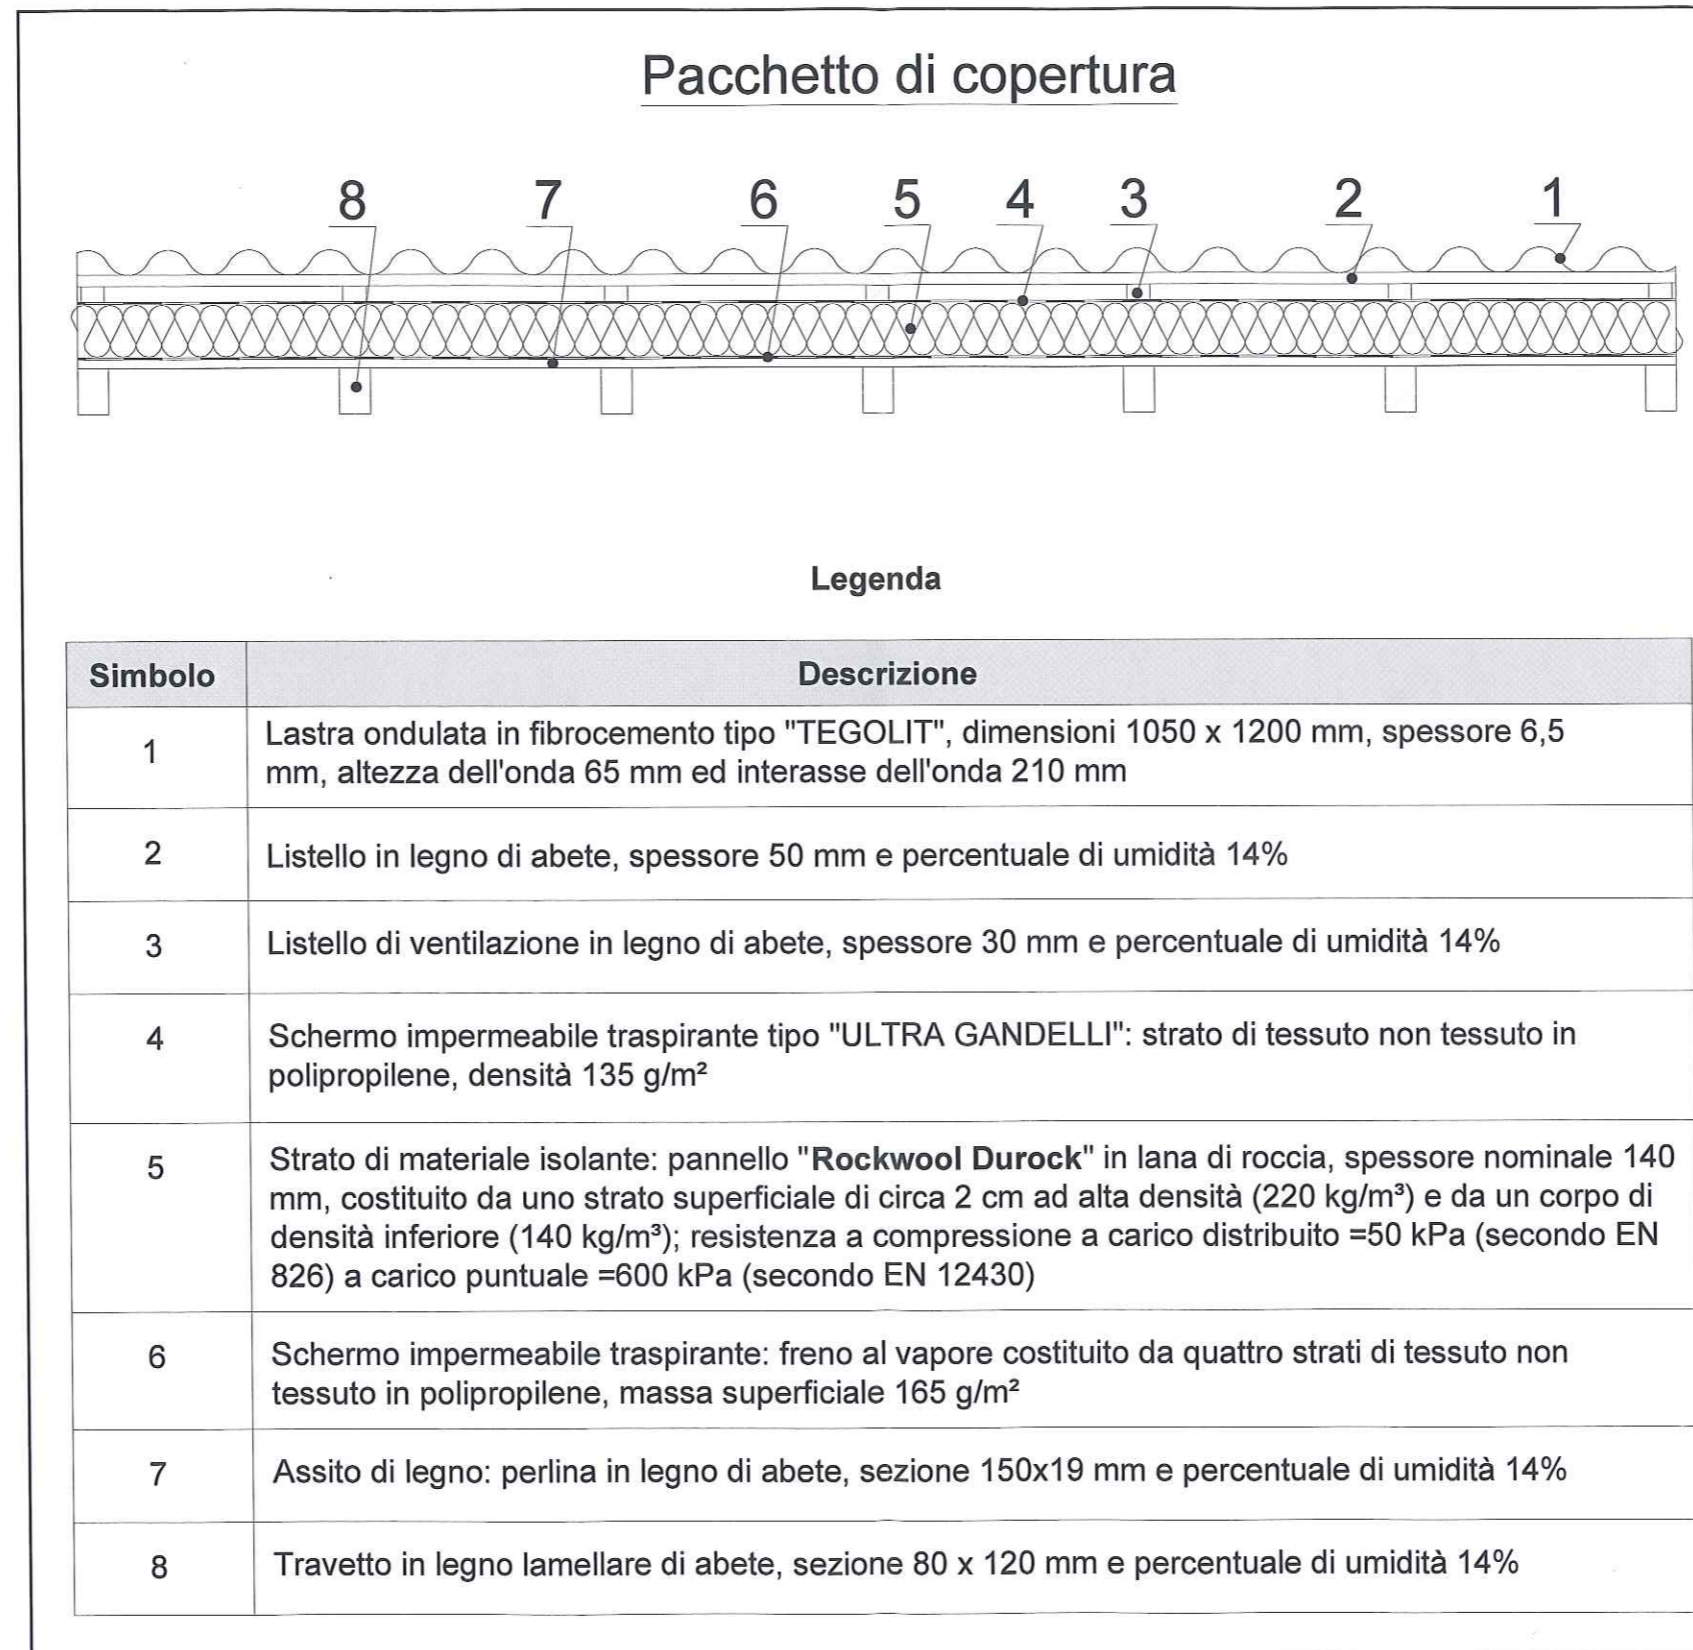 Pacchetto di copertura
8 7 6 5 4 3 2 1
Legenda
Simbolo Descrizione
1 Lastra ondulata in fibrocemento tipo "TEGOLIT", dimensioni 1050 x 1200 mm, spessore 6,5
mm, altezza dell'onda 65 mm ed interasse dell'onda 210 mm
2 Listello in legno di abete, spessore 50 mm e percentuale di umidità 14%
3 Listello di ventilazione in legno di abete, spessore 30 mm e percentuale di umidità 14%
4 Schermo impermeabile traspirante tipo "ULTRA GANDELLI": strato di tessuto non tessuto in
polipropilene, densità 135 g/m²
5 Strato di materiale isolante: pannello "Rockwool Durock" in lana di roccia, spessore nominale 140
mm, costituito da uno strato superficiale di circa 2 cm ad alta densità (220 kg/m³) e da un corpo di
densità inferiore (140 kg/m³); resistenza a compressione a carico distribuito =50 kPa (secondo EN
826) a carico puntuale =600 kPa (secondo EN 12430)
6 Schermo impermeabile traspirante: freno al vapore costituito da quattro strati di tessuto non
tessuto in polipropilene, massa superficiale 165 g/m²
7 Assito di legno: perlina in legno di abete, sezione 150x19 mm e percentuale di umidità 14%
8 Travetto in legno lamellare di abete, sezione 80 x 120 mm e percentuale di umidità 14%